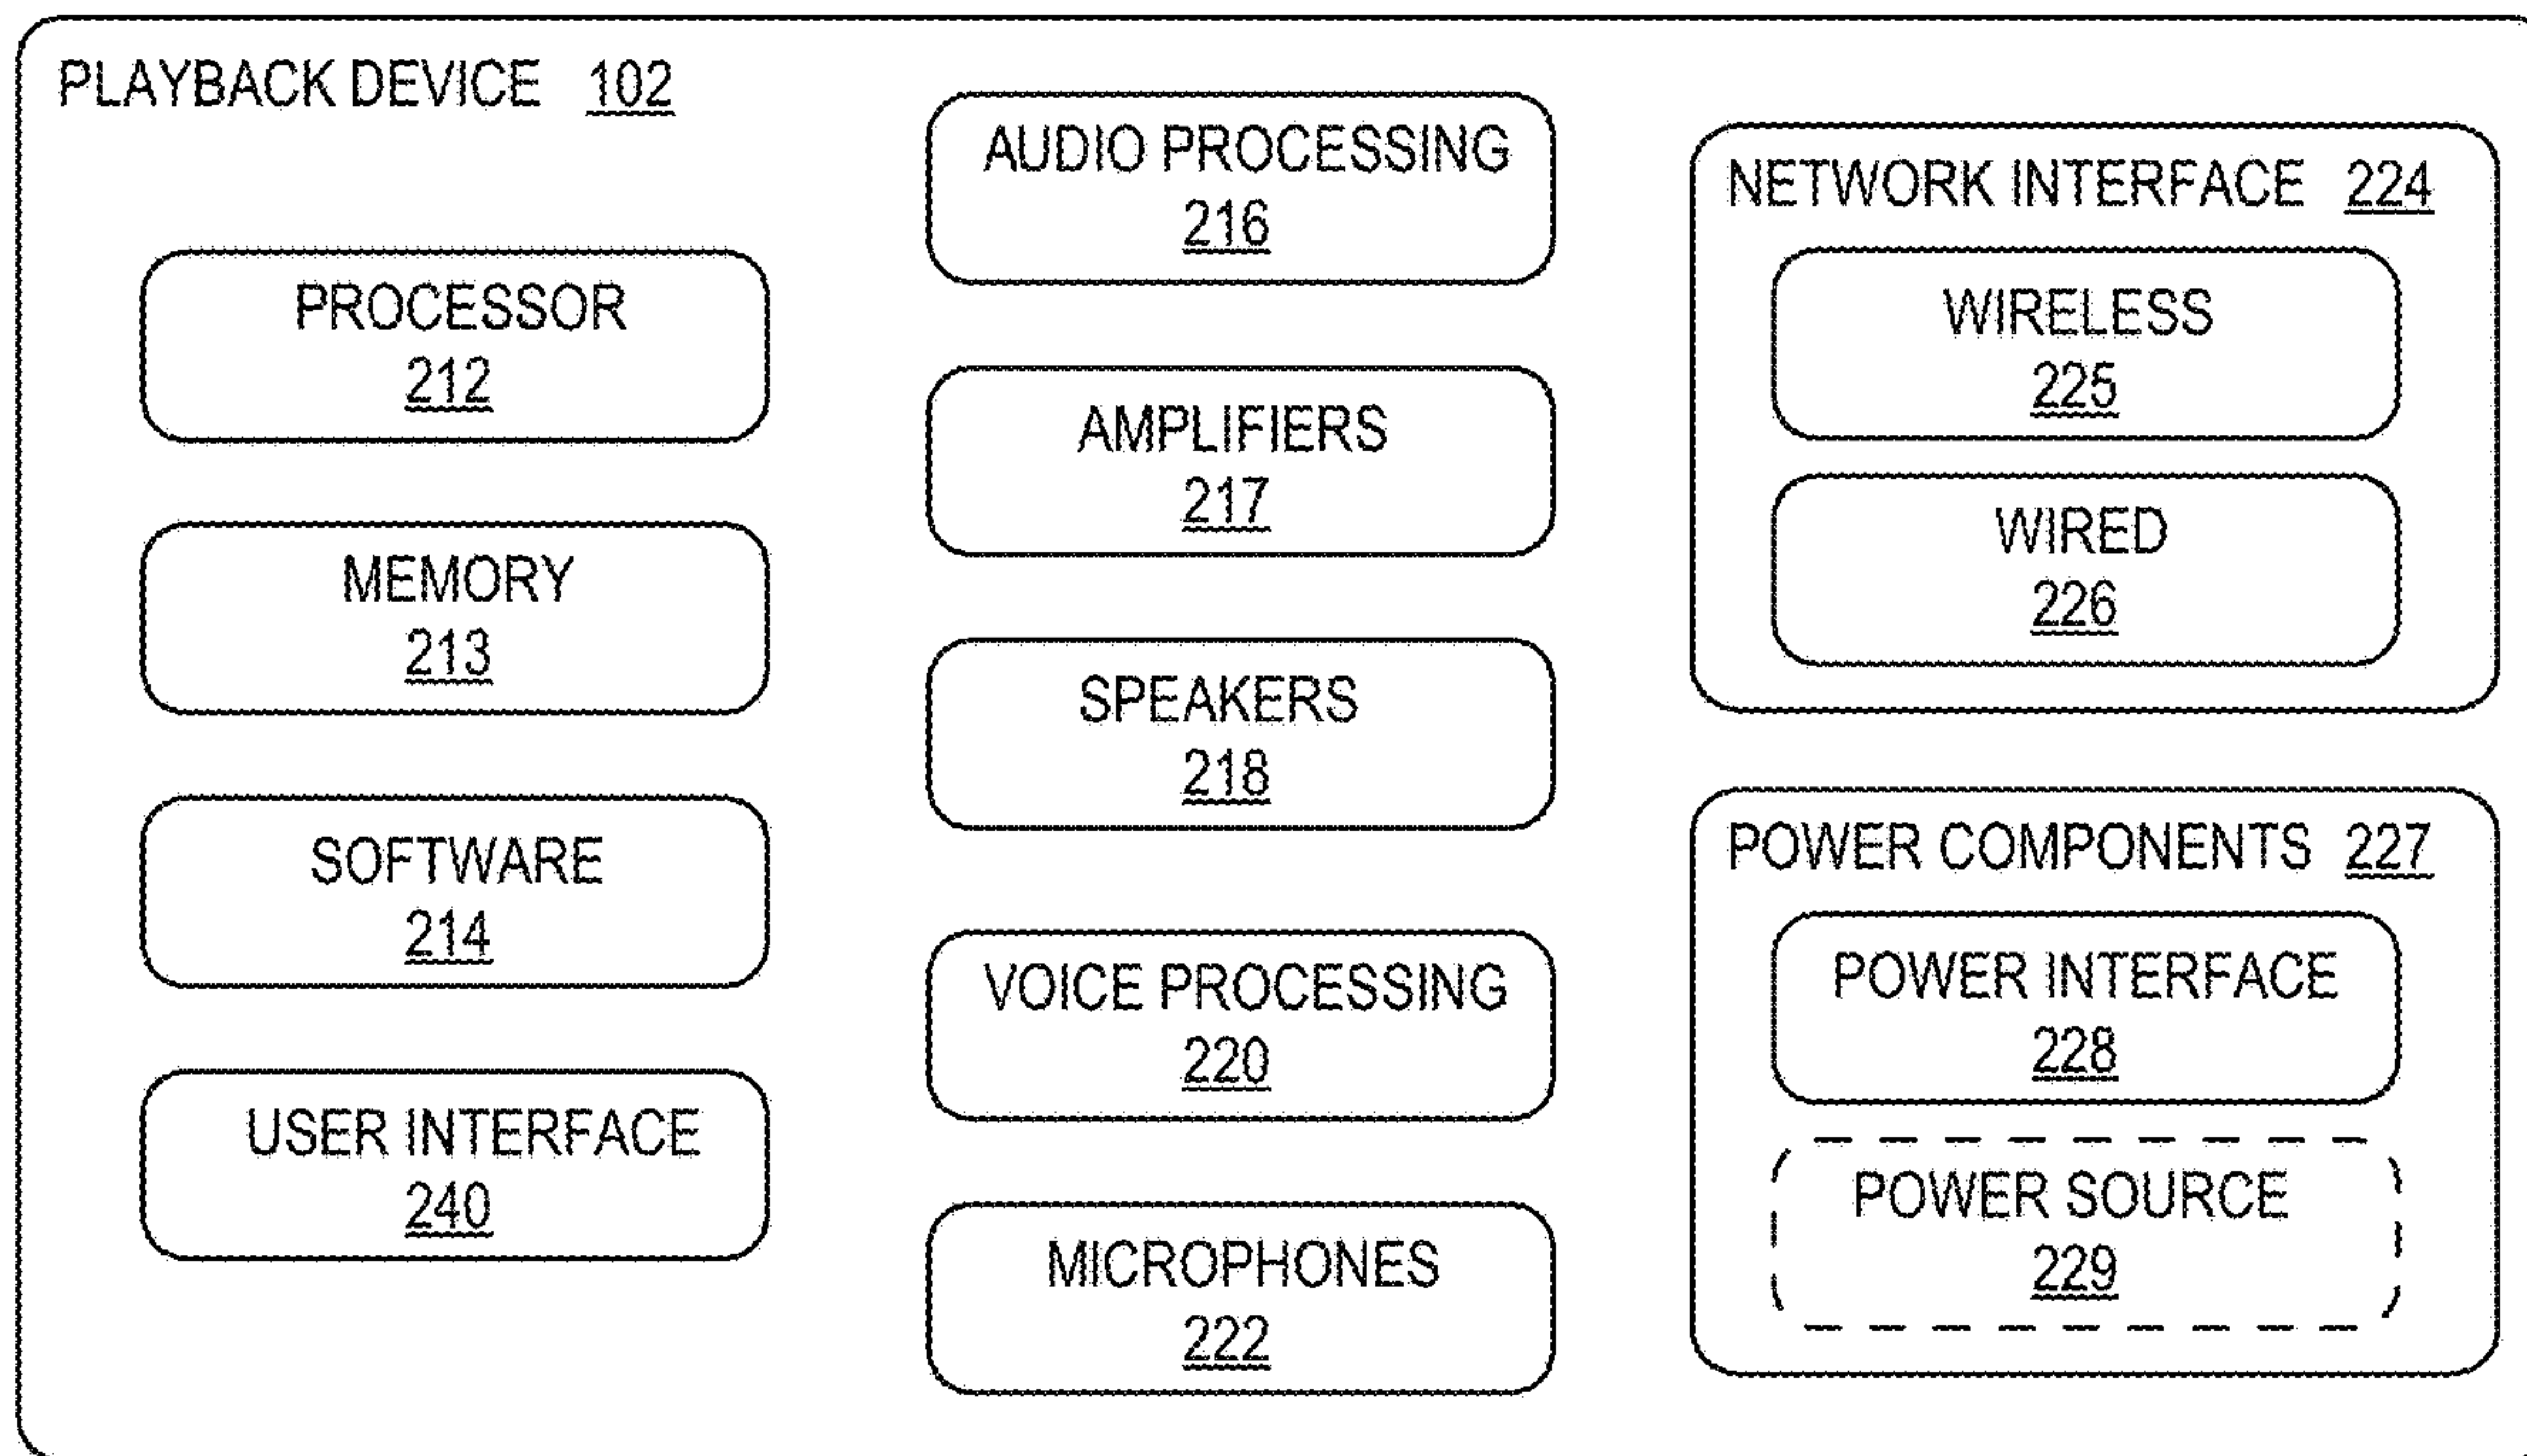 PLAYBACK DEVICE 102
PROCESSOR
212
MEMORY
213
SOFTWARE
214
USER INTERFACE
240
AUDIO PROCESSING
216
AMPLIFIERS
217
SPEAKERS
218
VOICE PROCESSING
220
MICROPHONES
222
NETWORK INTERFACE 224
WIRELESS
225
WIRED
226
POWER COMPONENTS 227
POWER INTERFACE
228
POWER SOURCE
229